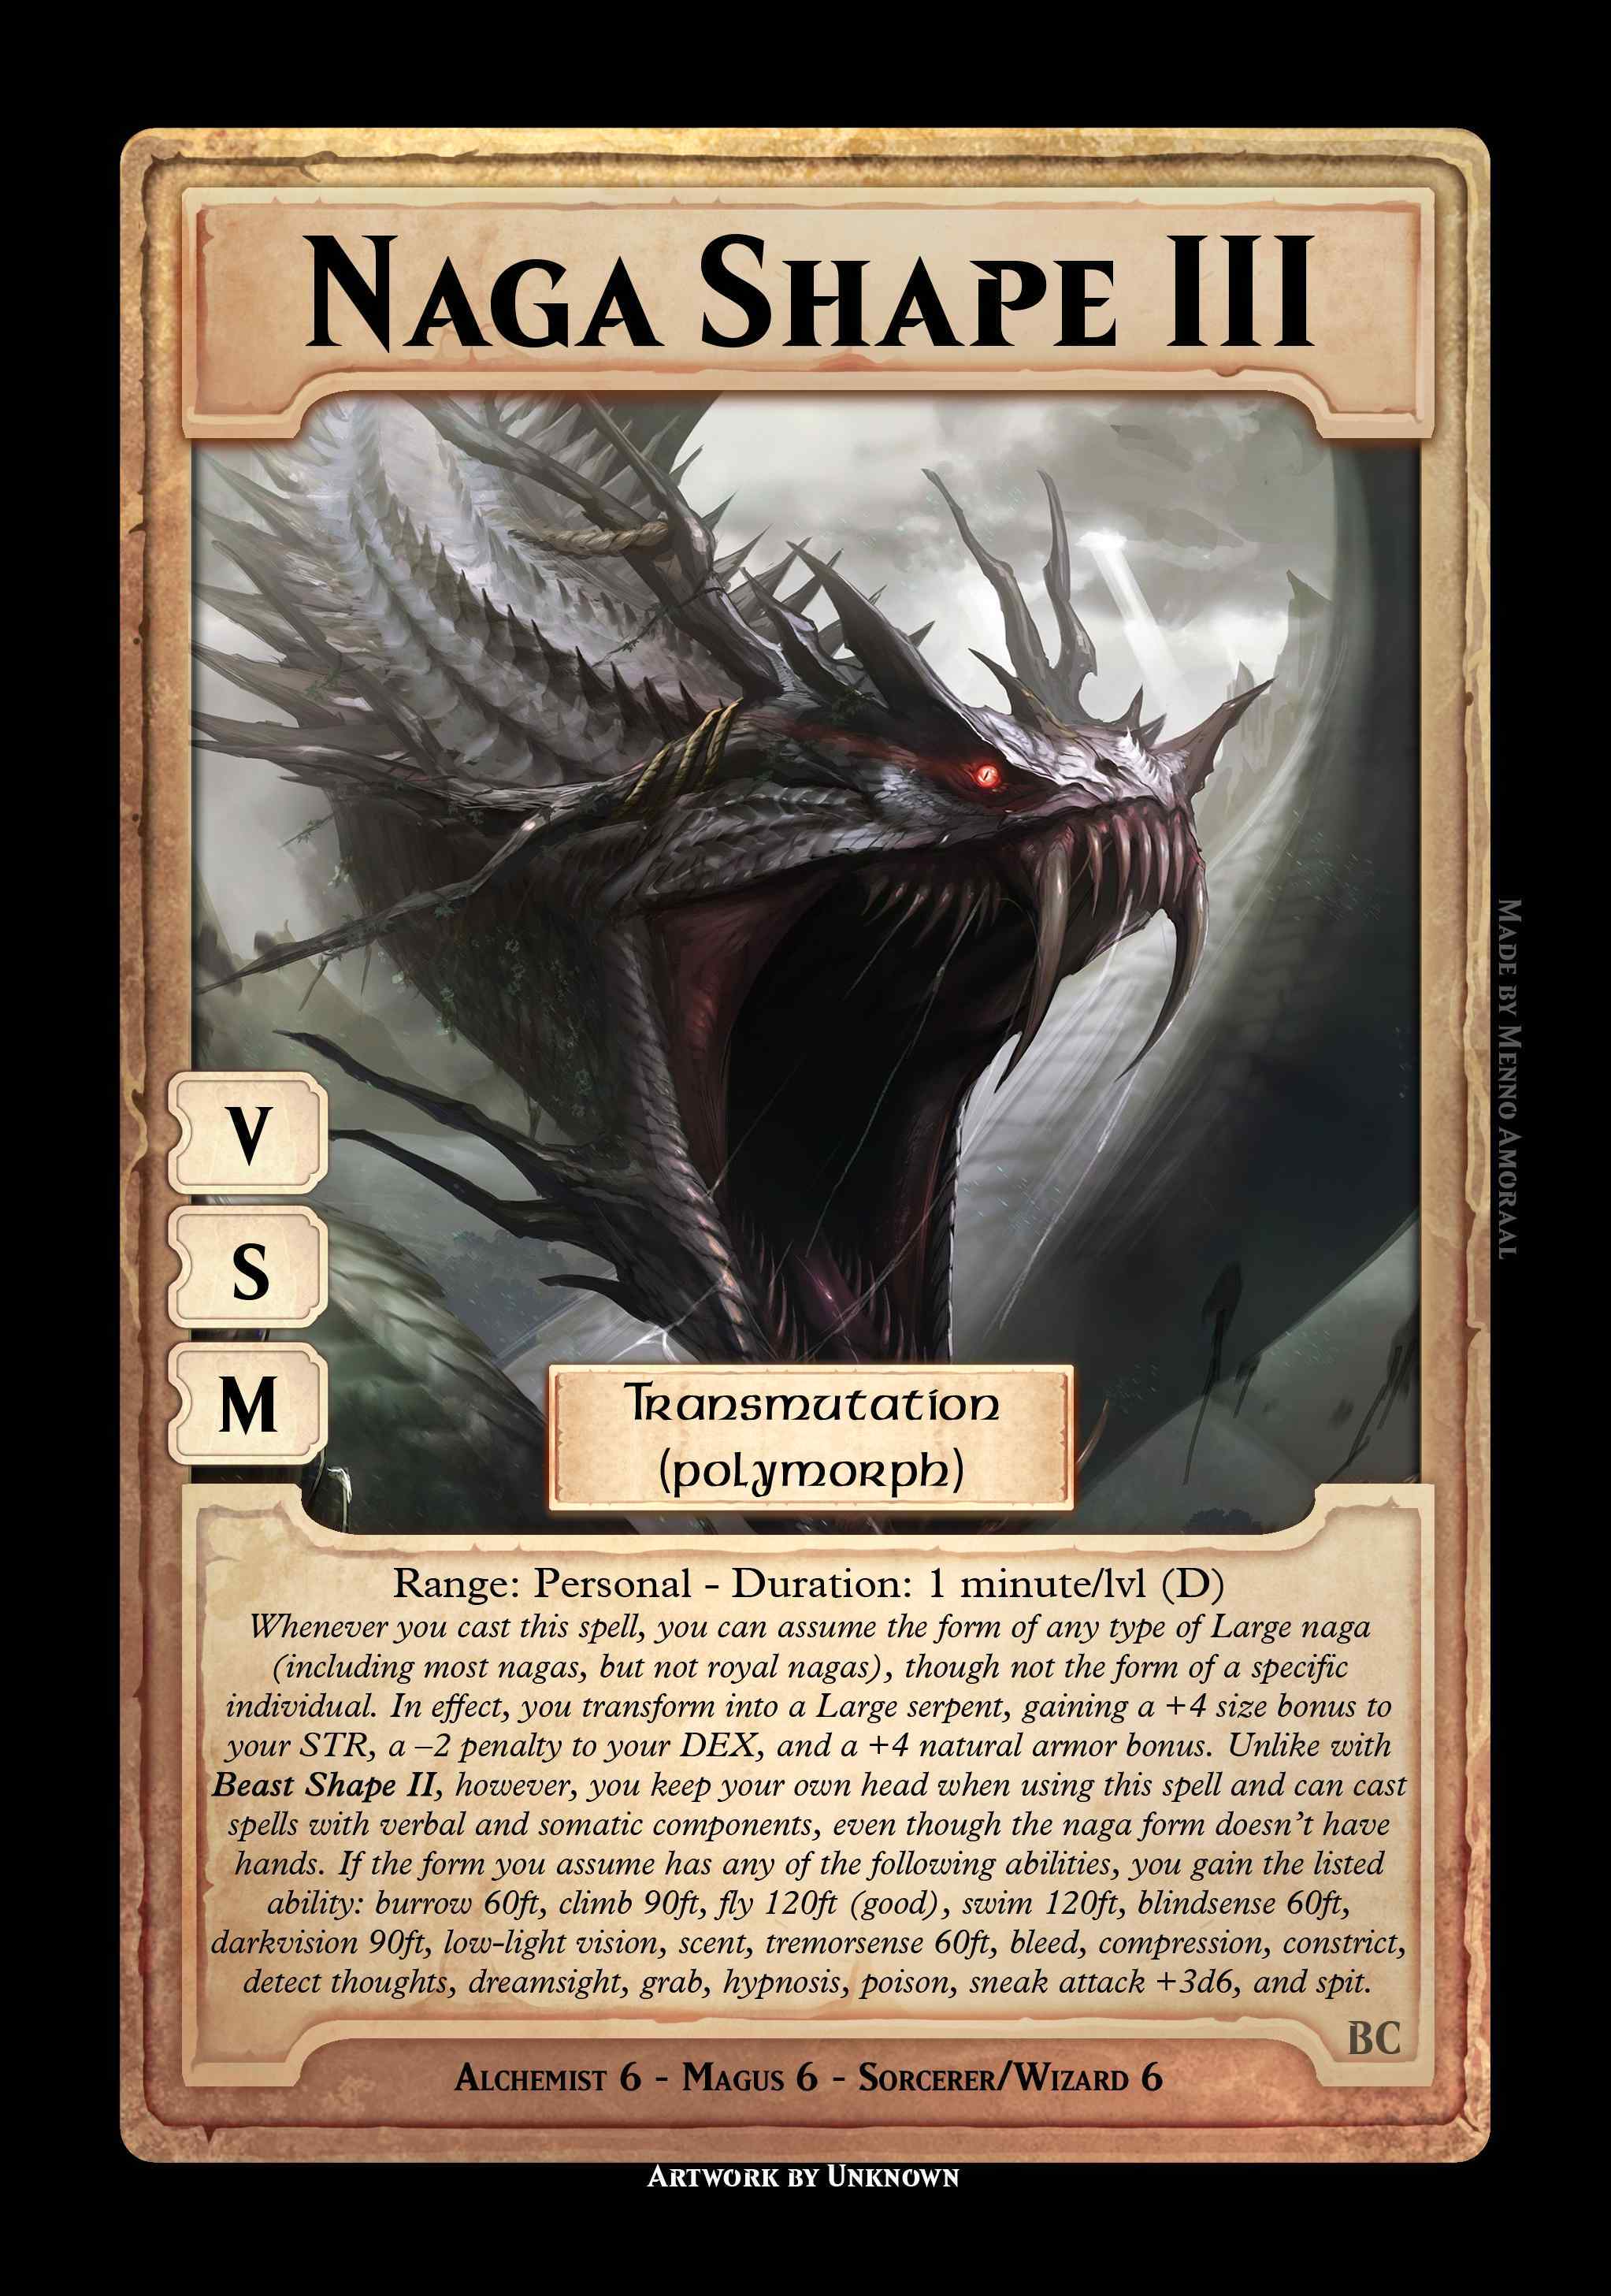 Naga Shape III
V
S
M
Transmutation
(polymorph)
Range: Personal - Duration: 1 minute/lvl (D)
Whenever you cast this spell, you can assume the form of any type of Large naga
(including most nagas, but not royal nagas), though not the form of a specific
individual. In effect, you transform into a Large serpent, gaining a +4 size bonus to
your STR, a –2 penalty to your DEX, and a +4 natural armor bonus. Unlike with
Beast Shape II, however, you keep your own head when using this spell and can cast
spells with verbal and somatic components, even though the naga form doesn't have
hands. If the form you assume has any of the following abilities, you gain the listed
ability: burrow 60ft, climb 90ft, fly 120ft (good), swim 120ft, blindsense 60ft,
darkvision 90ft, low-light vision, scent, tremorsense 60ft, bleed, compression, constrict,
detect thoughts, dreamsight, grab, hypnosis, poison, sneak attack +3d6, and spit.
BC
Alchemist 6 - Magus 6 - Sorcerer/Wizard 6
Artwork by Unknown
Made by Menno Amoraal